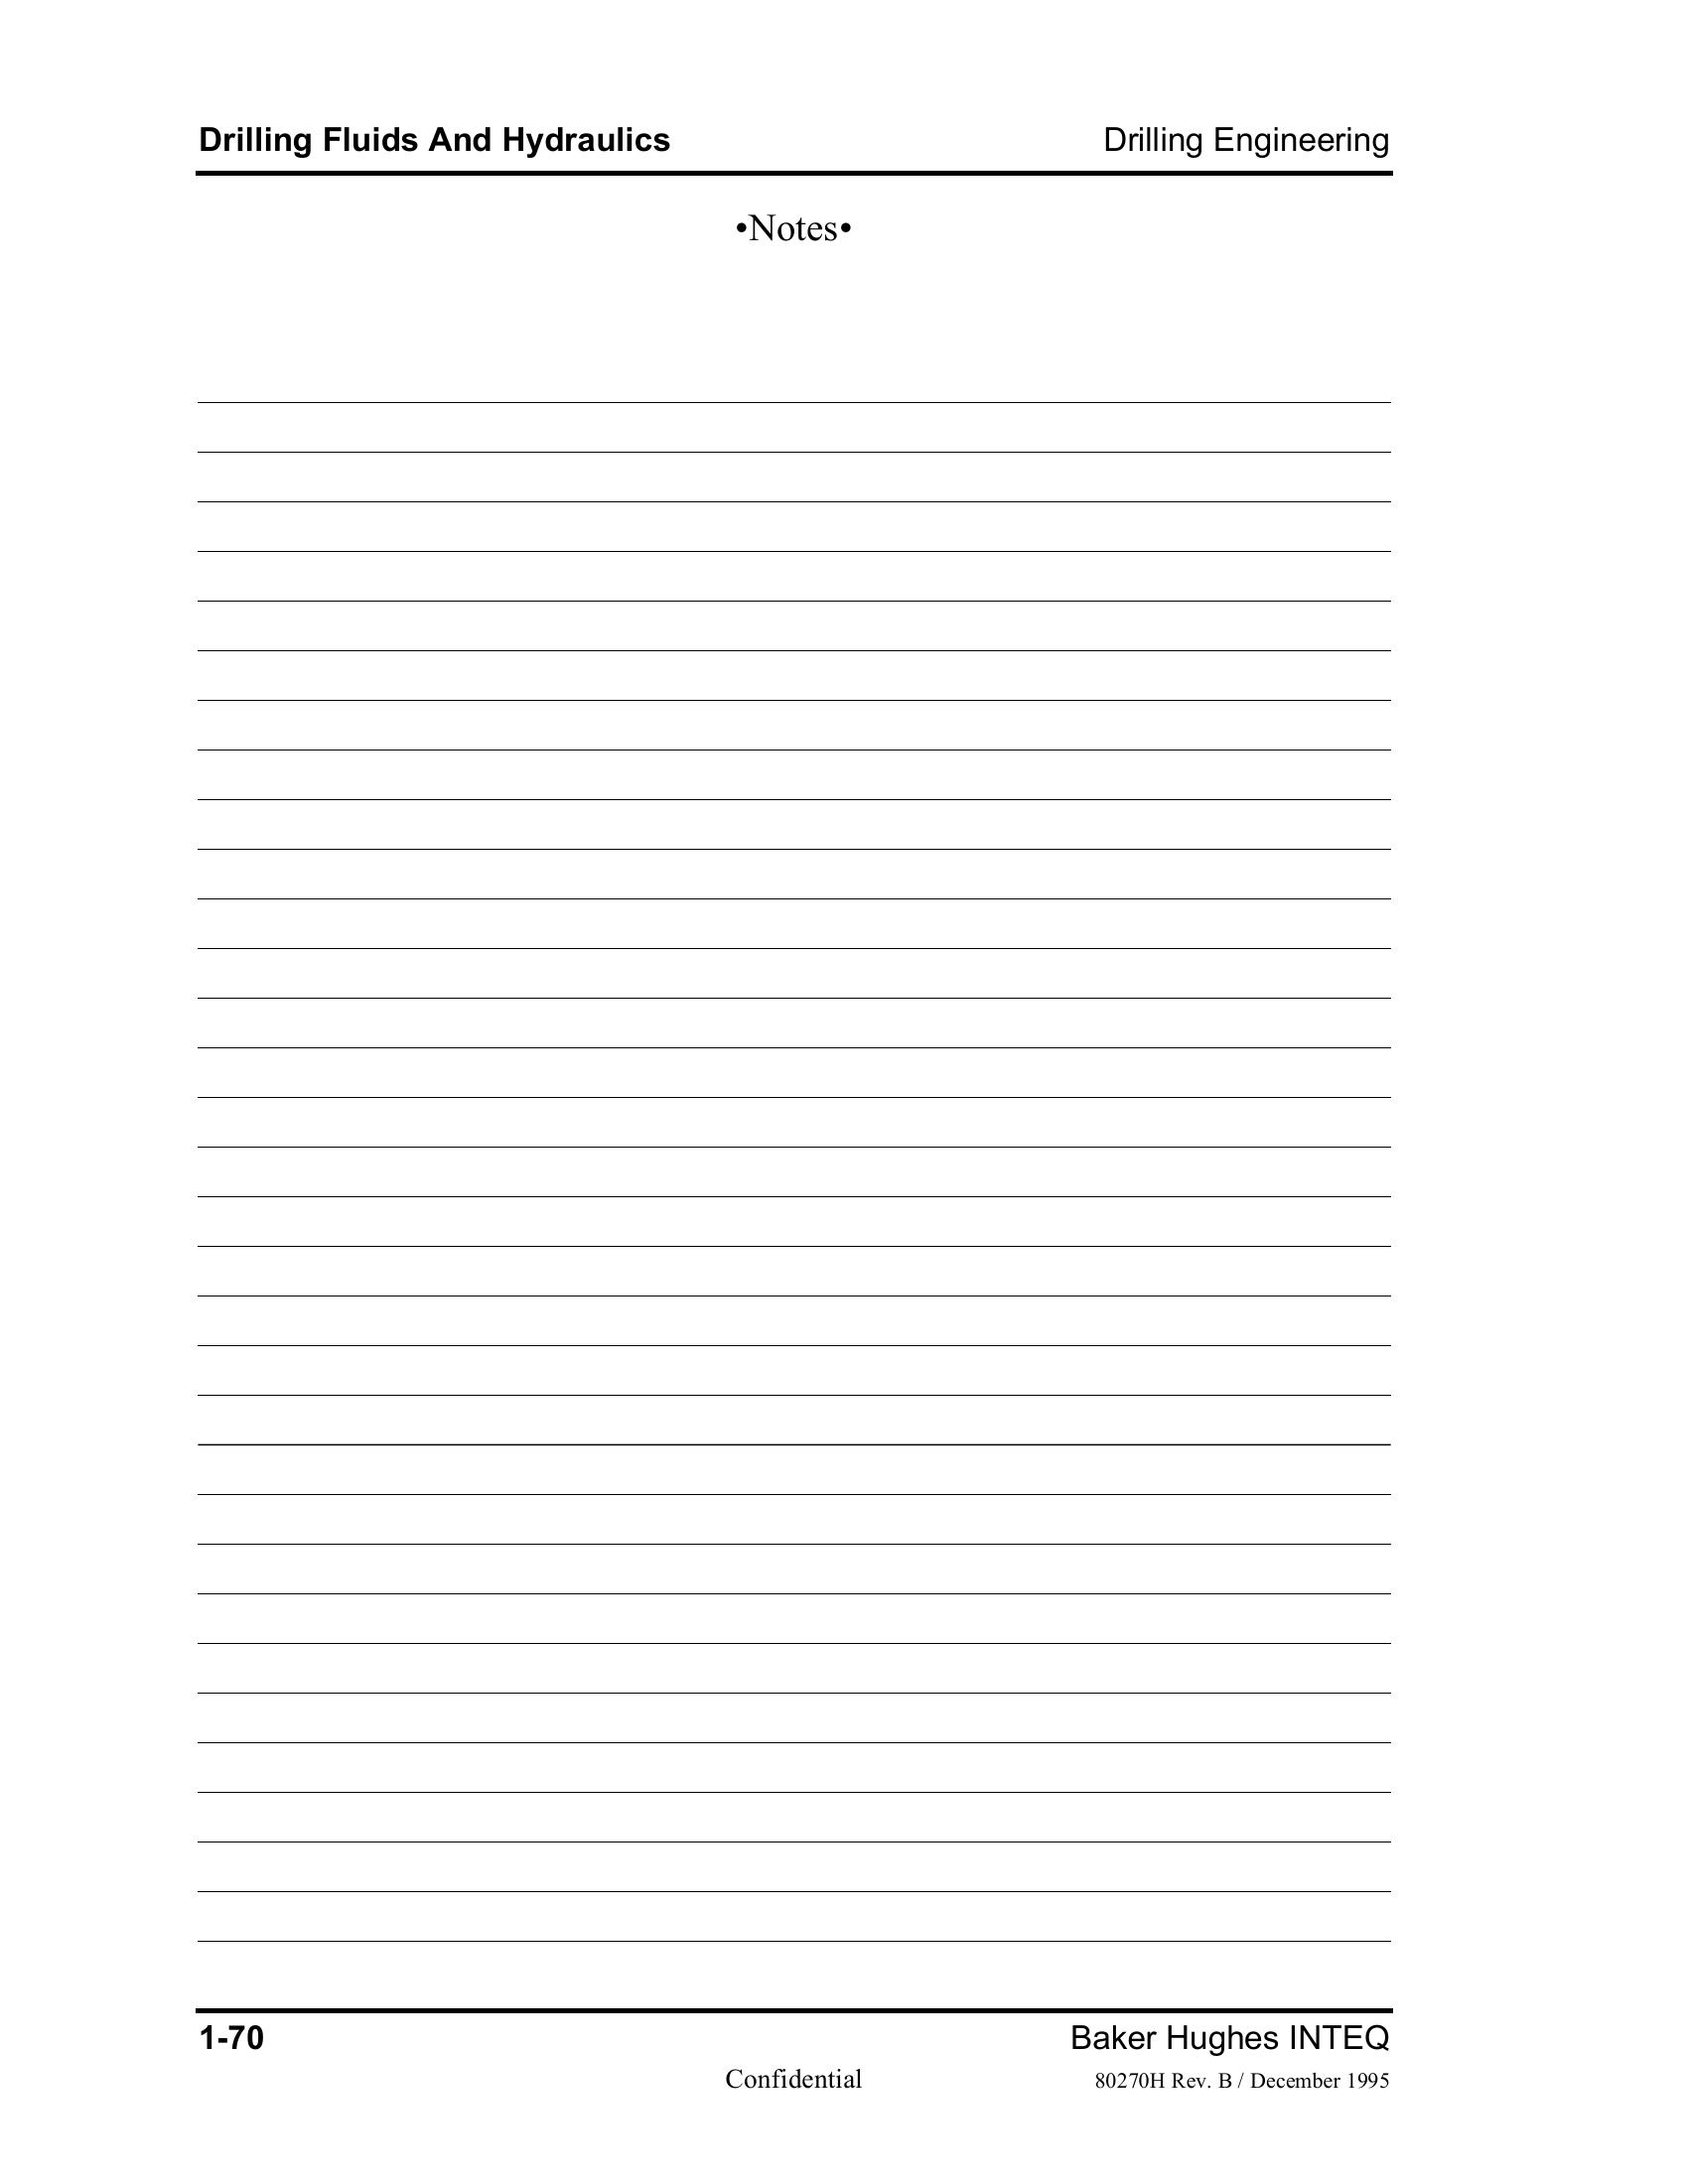 Drilling Fluids And Hydraulics Drilling Engineering
•Notes•
1-70 Baker Hughes INTEQ
Confidential 80270H Rev. B / December 1995